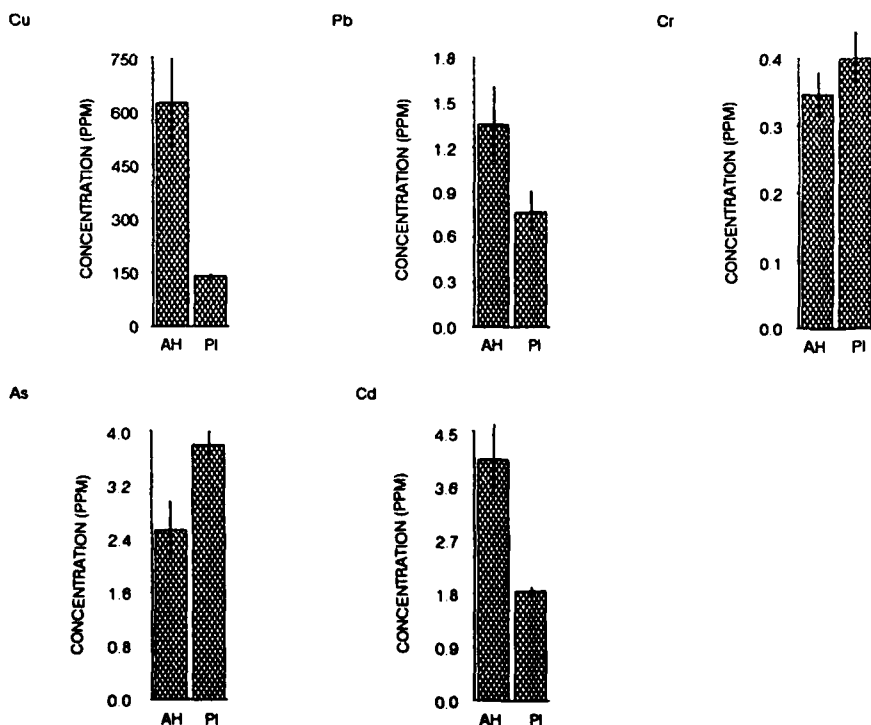 Cu
CONCENTRATION (PPM)
750
600
450
300
150
0
AH PI
Pb
CONCENTRATION (PPM)
1.8
1.5
1.2
0.9
0.6
0.3
0.0
AH PI
Cr
CONCENTRATION (PPM)
0.4
0.3
0.2
0.1
0.0
AH PI
As
CONCENTRATION (PPM)
4.0
3.2
2.4
1.6
0.8
0.0
AH PI
Cd
CONCENTRATION (PPM)
4.5
3.6
2.7
1.8
0.9
0.0
AH PI